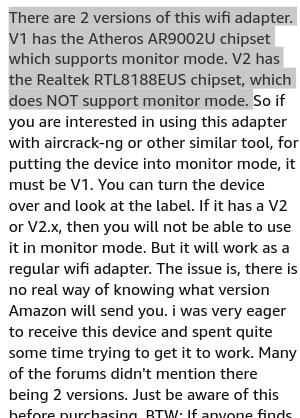 There are 2 versions of this wifi adapter.
V1 has the Atheros AR9002U chipset
which supports monitor mode. V2 has
the Realtek RTL8188EUS chipset, which
does NOT support monitor mode. So if
you are interested in using this adapter
with aircrack-ng or other similar tool, for
putting the device into monitor mode, it
must be V1. You can turn the device
over and look at the label. If it has a V2
or V2.x, then you will not be able to use
it in monitor mode. But it will work as a
regular wifi adapter. The issue is, there is
no real way of knowing what version
Amazon will send you. i was very eager
to receive this device and spent quite
some time trying to get it to work. Many
of the forums didn't mention there
being 2 versions. Just be aware of this
before purchasing. BTW: If anyone finds